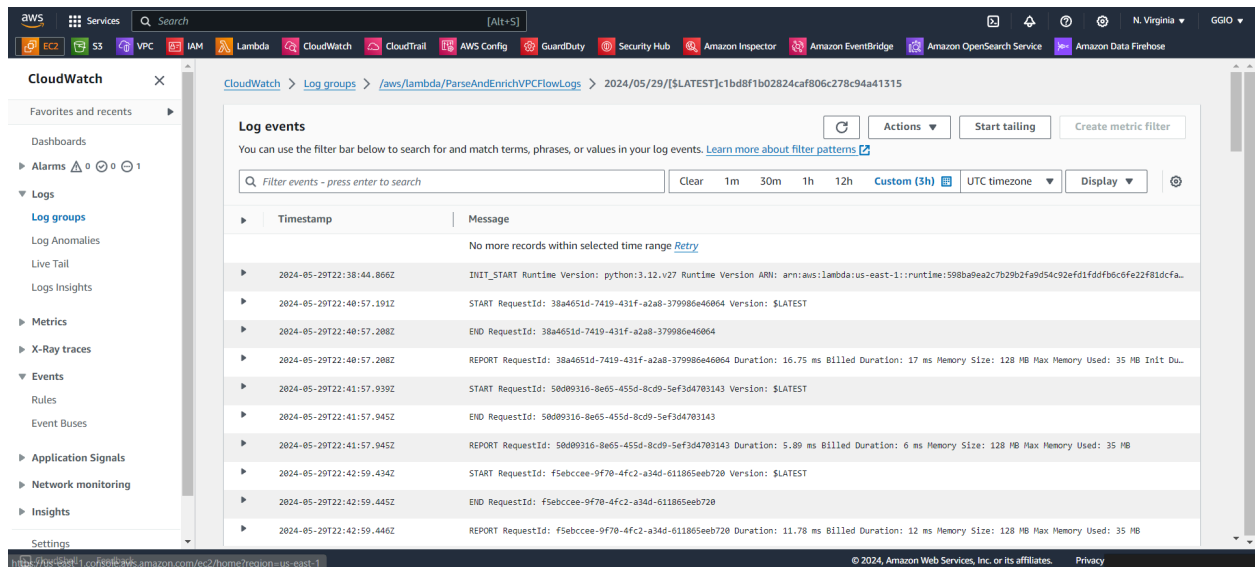 aws Services Search [Alt+S] N. Virginia GGIO
EC2 S3 VPC IAM Lambda CloudWatch CloudTrail AWS Config GuardDuty Security Hub Amazon Inspector Amazon EventBridge Amazon OpenSearch Service Amazon Data Firehose
CloudWatch
Favorites and recents
Dashboards
Alarms 0 0 1
Logs
Log groups
Log Anomalies
Live Tail
Logs Insights
Metrics
X-Ray traces
Events
Rules
Event Buses
Application Signals
Network monitoring
Insights
Settings
CloudWatch > Log groups > /aws/lambda/ParseAndEnrichVPCFlowLogs > 2024/05/29/[$LATEST]c1bd8f1b02824caf806c278c94a41315
Log events
Actions Start tailing Create metric filter
You can use the filter bar below to search for and match terms, phrases, or values in your log events. Learn more about filter patterns
Filter events - press enter to search Clear 1m 30m 1h 12h Custom (3h) UTC timezone Display
Timestamp Message
No more records within selected time range Retry
2024-05-29T22:38:44.866Z INIT_START Runtime Version: python:3.12.v27 Runtime Version ARN: arn:aws:lambda:us-east-1::runtime:598ba9ea2c7b29b2fa9d54c92efd1fddfb6c6fe22f81dcfa…
2024-05-29T22:40:57.191Z START RequestId: 38a4651d-7419-431f-a2a8-379986e46064 Version: $LATEST
2024-05-29T22:40:57.208Z END RequestId: 38a4651d-7419-431f-a2a8-379986e46064
2024-05-29T22:40:57.208Z REPORT RequestId: 38a4651d-7419-431f-a2a8-379986e46064 Duration: 16.75 ms Billed Duration: 17 ms Memory Size: 128 MB Max Memory Used: 35 MB Init Du…
2024-05-29T22:41:57.939Z START RequestId: 50d09316-8e65-455d-8cd9-5ef3d4703143 Version: $LATEST
2024-05-29T22:41:57.945Z END RequestId: 50d09316-8e65-455d-8cd9-5ef3d4703143
2024-05-29T22:41:57.945Z REPORT RequestId: 50d09316-8e65-455d-8cd9-5ef3d4703143 Duration: 5.89 ms Billed Duration: 6 ms Memory Size: 128 MB Max Memory Used: 35 MB
2024-05-29T22:42:59.434Z START RequestId: f5ebccee-9f70-4fc2-a34d-611865eeb720 Version: $LATEST
2024-05-29T22:42:59.445Z END RequestId: f5ebccee-9f70-4fc2-a34d-611865eeb720
2024-05-29T22:42:59.446Z REPORT RequestId: f5ebccee-9f70-4fc2-a34d-611865eeb720 Duration: 11.78 ms Billed Duration: 12 ms Memory Size: 128 MB Max Memory Used: 35 MB
CloudShell Feedback
https://us-east-1.console.aws.amazon.com/ec2/home?region=us-east-1
© 2024, Amazon Web Services, Inc. or its affiliates. Privacy